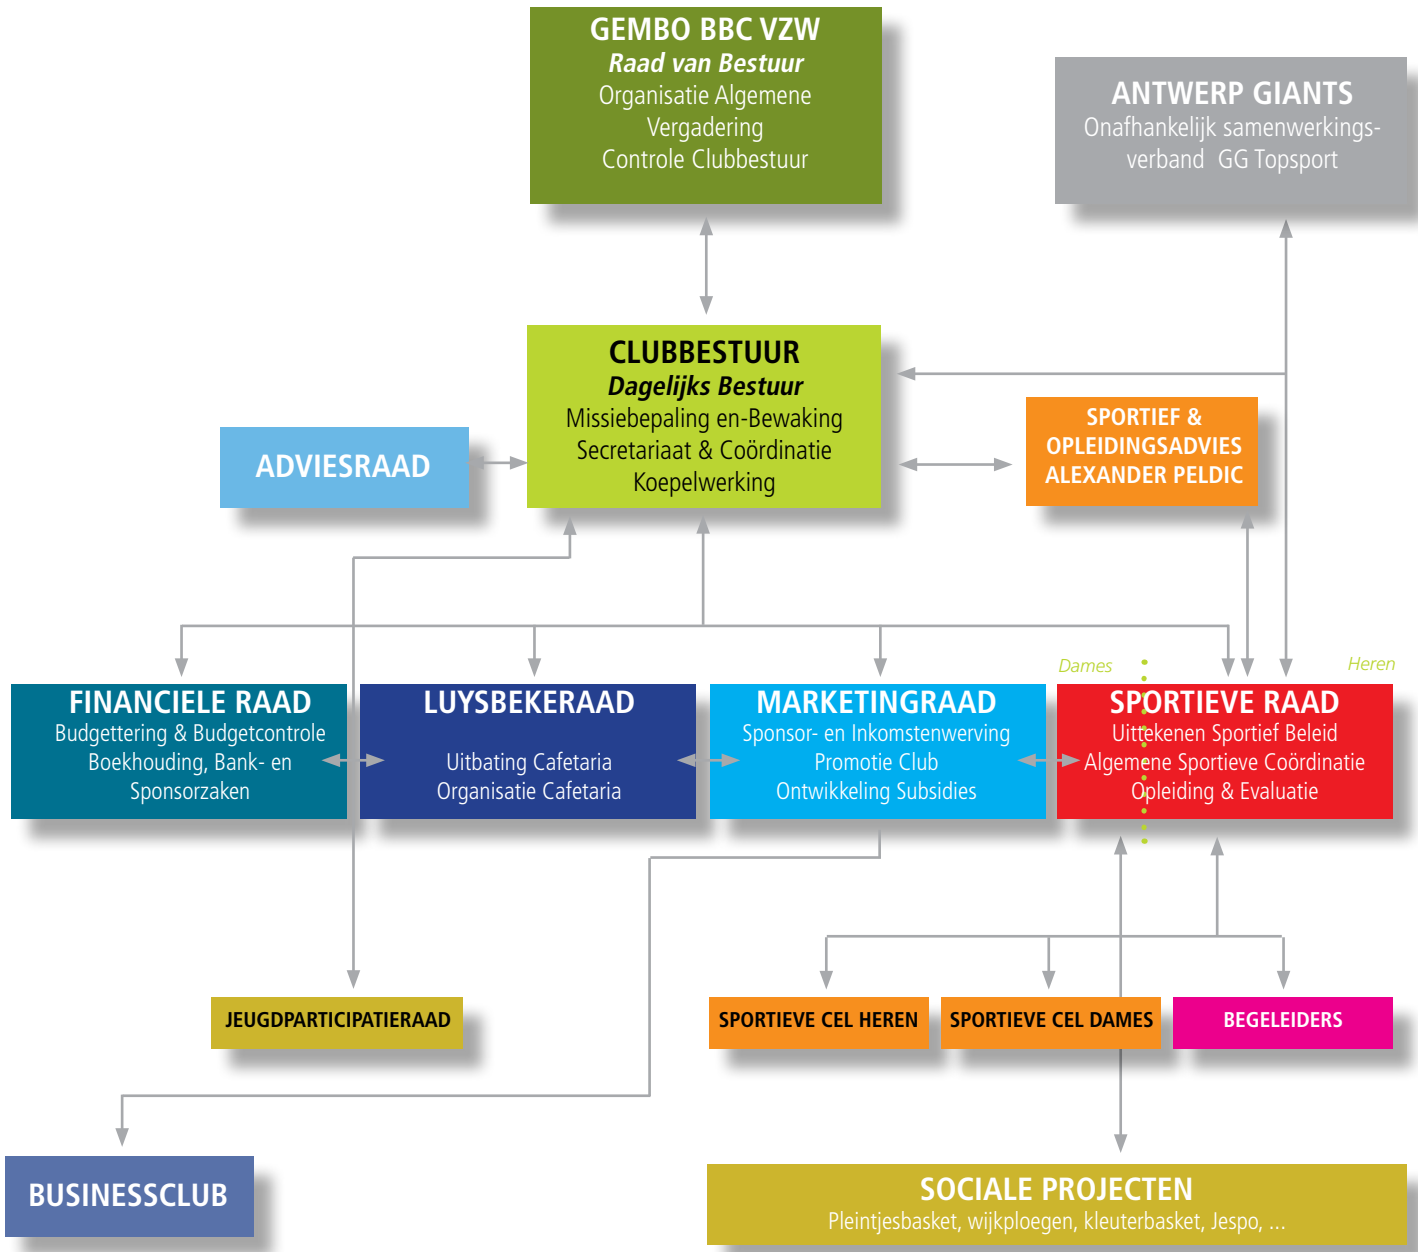 GEMBO BBC VZW
Raad van Bestuur
Organisatie Algemene
Vergadering
Controle Clubbestuur
ANTWERP GIANTS
Onafhankelijk samenwerkings-
verband GG Topsport
CLUBBESTUUR
Dagelijks Bestuur
Missiebepaling en-Bewaking
Secretariaat & Coördinatie
Koepelwerking
ADVIESRAAD
SPORTIEF &
OPLEIDINGSADVIES
ALEXANDER PELDIC
Dames
Heren
FINANCIELE RAAD
Budgettering & Budgetcontrole
Boekhouding, Bank- en
Sponsorzaken
LUYSBEKERAAD
Uitbating Cafetaria
Organisatie Cafetaria
MARKETINGRAAD
Sponsor- en Inkomstenwerving
Promotie Club
Ontwikkeling Subsidies
SPORTIEVE RAAD
Uittekenen Sportief Beleid
Algemene Sportieve Coördinatie
Opleiding & Evaluatie
JEUGDPARTICIPATIERAAD
SPORTIEVE CEL HEREN
SPORTIEVE CEL DAMES
BEGELEIDERS
BUSINESSCLUB
SOCIALE PROJECTEN
Pleintjesbasket, wijkploegen, kleuterbasket, Jespo, ...